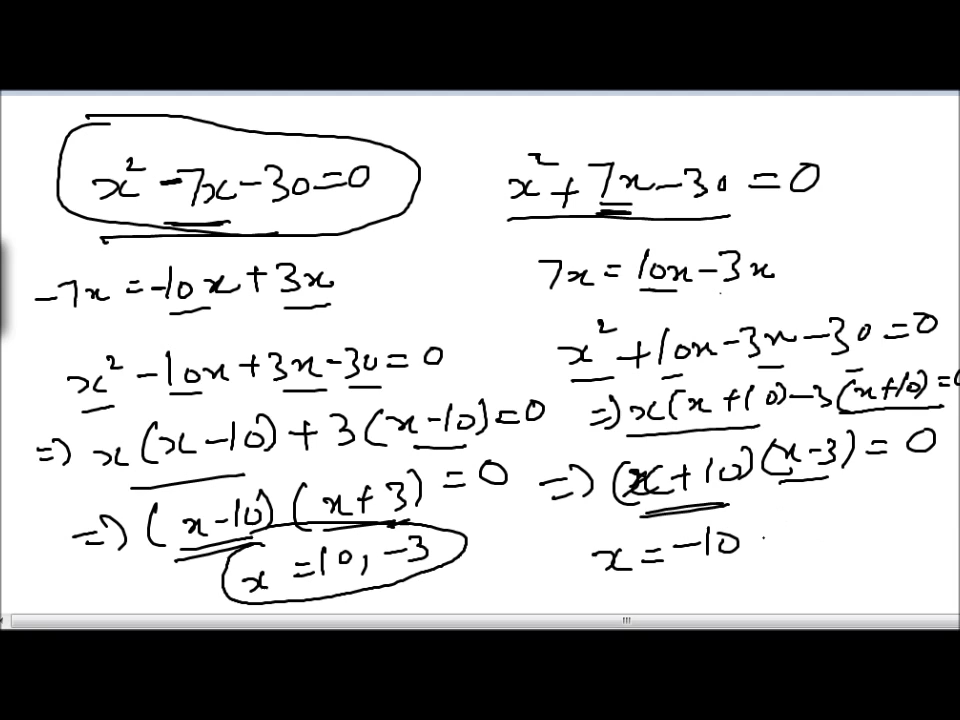 x² - 7x - 30 = 0
-7x = -10x + 3x
x² - 10x + 3x - 30 = 0
⇒ x(x - 10) + 3(x - 10) = 0
⇒ (x - 10)(x + 3) = 0
x = 10, -3
x² + 7x - 30 = 0
7x = 10x - 3x
x² + 10x - 3x - 30 = 0
⇒ x(x + 10) - 3(x + 10) = 0
⇒ (x + 10)(x - 3) = 0
x = -10